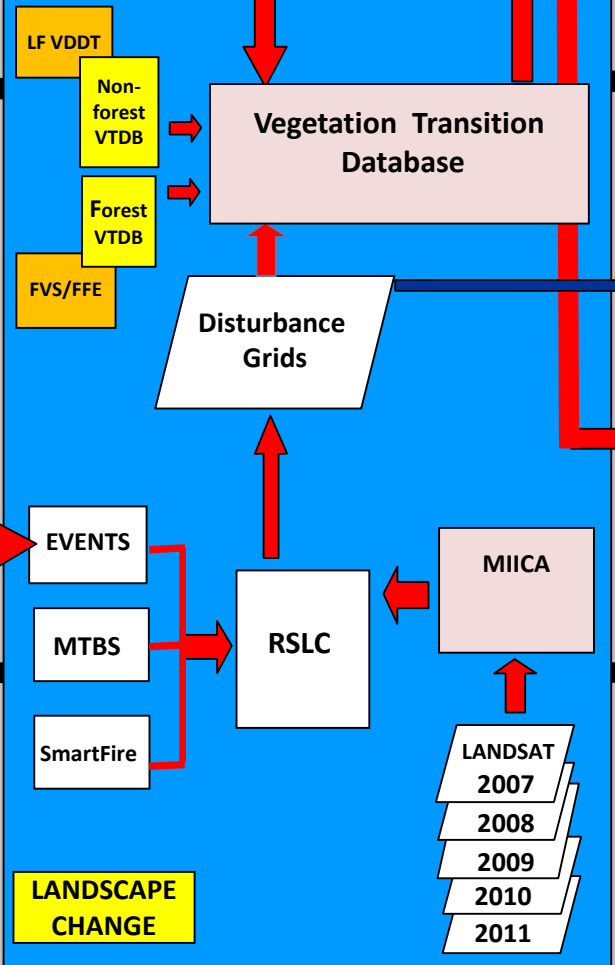 LF VDDT
Non-
forest
VTDB
Vegetation Transition
Database
Forest
VTDB
FVS/FFE
Disturbance
Grids
EVENTS
MIICA
MTBS
RSLC
SmartFire
LANDSAT
2007
2008
2009
2010
2011
LANDSCAPE
CHANGE